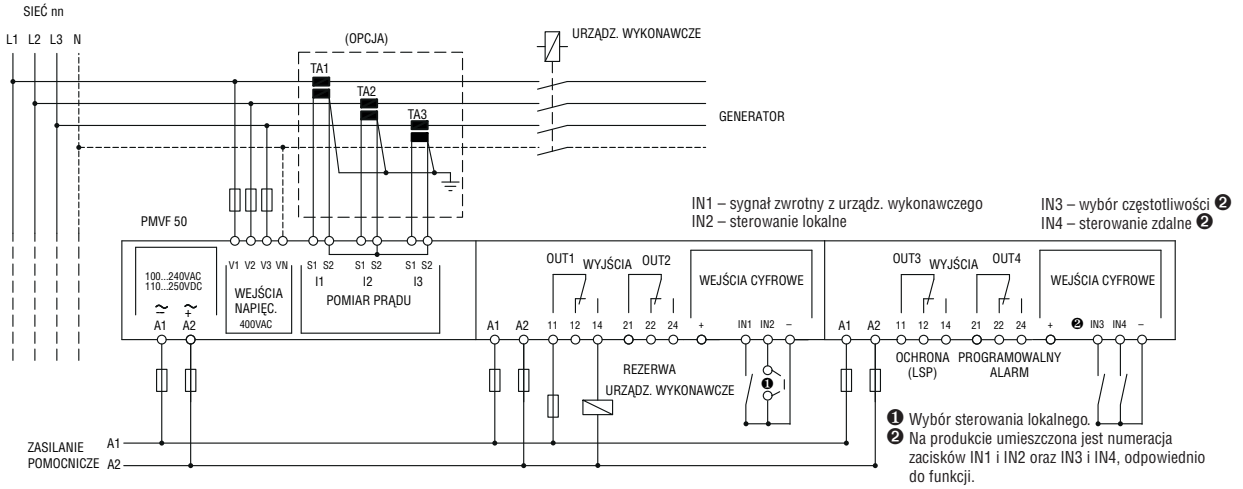 SIEĆ nn
L1 L2 L3 N
(OPCJA)
URZĄDZ. WYKONAWCZE
TA1
TA2
TA3
GENERATOR
IN1 – sygnał zwrotny z urządz. wykonawczego
IN2 – sterowanie lokalne
IN3 – wybór częstotliwości ❷
IN4 – sterowanie zdalne ❷
PMVF 50
100...240VAC
110...250VDC
A1 A2
V1 V2 V3 VN
WEJŚCIA
NAPIĘC.
400VAC
S1 S2 S1 S2 S1 S2
I1 I2 I3
POMIAR PRĄDU
OUT1 WYJŚCIA OUT2
WEJŚCIA CYFROWE
A1 A2 11 12 14 21 22 24 + IN1 IN2 –
OUT3 WYJŚCIA OUT4
WEJŚCIA CYFROWE
A1 A2 11 12 14 21 22 24 + ❷ IN3 IN4 –
REZERWA
URZĄDZ. WYKONAWCZE
❶
OCHRONA
(LSP)
PROGRAMOWALNY
ALARM
ZASILANIE
POMOCNICZE
A1
A2
❶ Wybór sterowania lokalnego.
❷ Na produkcie umieszczona jest numeracja
zacisków IN1 i IN2 oraz IN3 i IN4, odpowiednio
do funkcji.